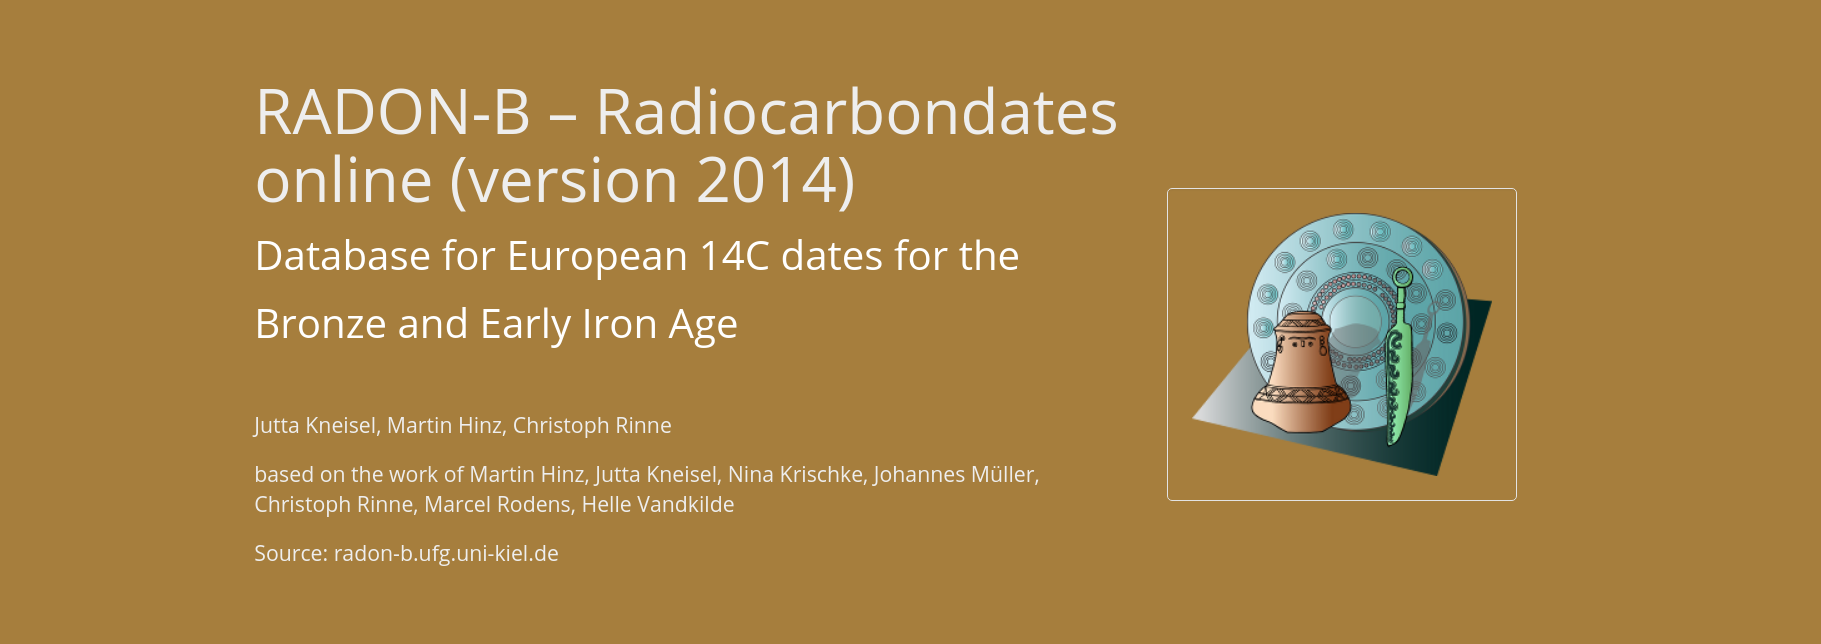 RADON-B – Radiocarbondates
online (version 2014)
Database for European 14C dates for the
Bronze and Early Iron Age
Jutta Kneisel, Martin Hinz, Christoph Rinne
based on the work of Martin Hinz, Jutta Kneisel, Nina Krischke, Johannes Müller,
Christoph Rinne, Marcel Rodens, Helle Vandkilde
Source: radon-b.ufg.uni-kiel.de